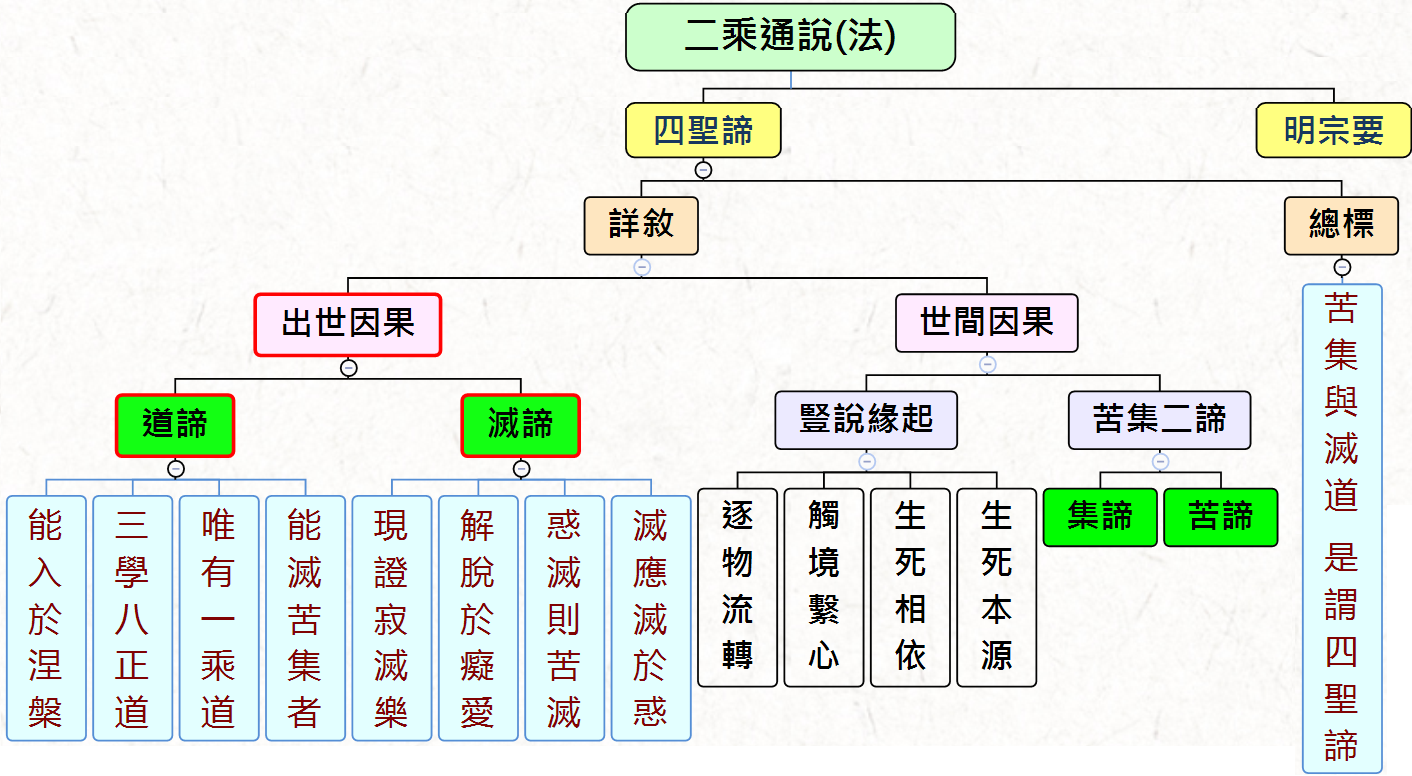 二乘通說(法)
四聖諦
明宗要
詳敘
總標
出世因果
世間因果
苦集與滅道 是謂四聖諦
道諦
滅諦
豎說緣起
苦集二諦
能入於涅槃
三學八正道
唯有一乘道
能滅苦集者
現證寂滅樂
解脫於癡愛
惑滅則苦滅
滅應滅於惑
逐物流轉
觸境繫心
生死相依
生死本源
集諦
苦諦